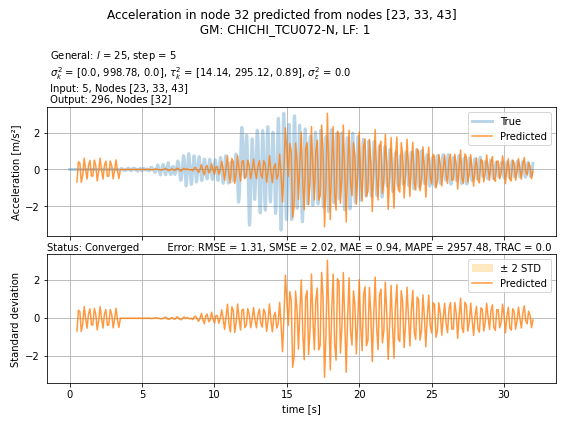 Acceleration in node 32 predicted from nodes [23, 33, 43]
GM: CHICHI_TCU072-N, LF: 1
General: l = 25, step = 5
σ²ₖ = [0.0, 998.78, 0.0], τ²ₖ = [14.14, 295.12, 0.89], σ²ε = 0.0
Input: 5, Nodes [23, 33, 43]
Output: 296, Nodes [32]
Acceleration [m/s²]
2
0
−2
True
Predicted
Status: Converged Error: RMSE = 1.31, SMSE = 2.02, MAE = 0.94, MAPE = 2957.48, TRAC = 0.0
Standard deviation
2
0
−2
± 2 STD
Predicted
0 5 10 15 20 25 30
time [s]